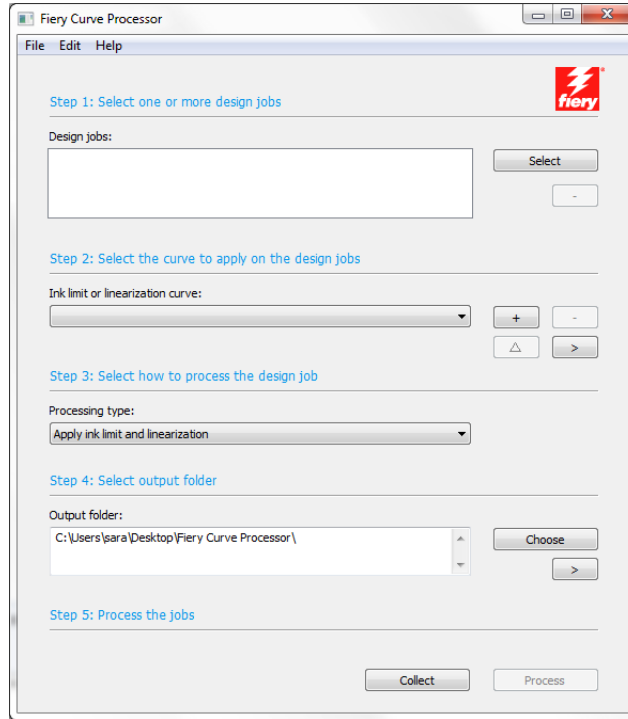 Fiery Curve Processor
File Edit Help
fiery
Step 1: Select one or more design jobs
Design jobs:
Select
-
Step 2: Select the curve to apply on the design jobs
Ink limit or linearization curve:
+ -
△ >
Step 3: Select how to process the design job
Processing type:
Apply ink limit and linearization
Step 4: Select output folder
Output folder:
C:\Users\sara\Desktop\Fiery Curve Processor\
Choose
>
Step 5: Process the jobs
Collect Process